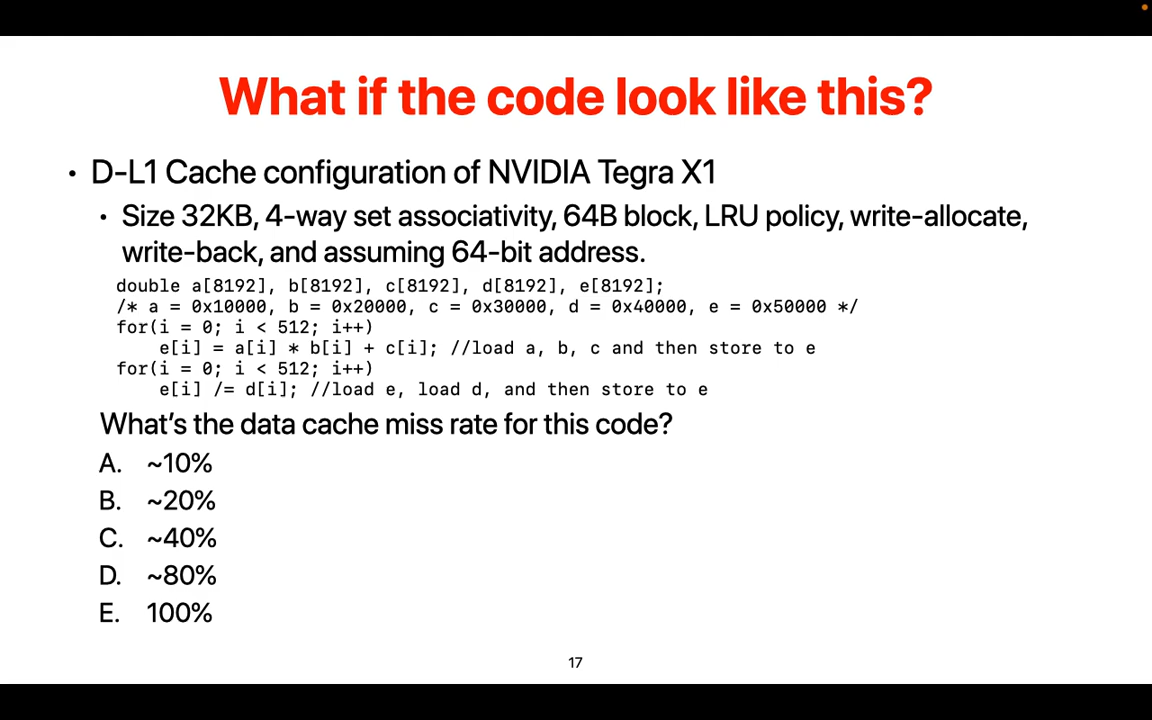 What if the code look like this?
• D-L1 Cache configuration of NVIDIA Tegra X1
• Size 32KB, 4-way set associativity, 64B block, LRU policy, write-allocate,
write-back, and assuming 64-bit address.
double a[8192], b[8192], c[8192], d[8192], e[8192];
/* a = 0x10000, b = 0x20000, c = 0x30000, d = 0x40000, e = 0x50000 */
for(i = 0; i < 512; i++)
    e[i] = a[i] * b[i] + c[i]; //load a, b, c and then store to e
for(i = 0; i < 512; i++)
    e[i] /= d[i]; //load e, load d, and then store to e
What’s the data cache miss rate for this code?
A. ~10%
B. ~20%
C. ~40%
D. ~80%
E. 100%
17